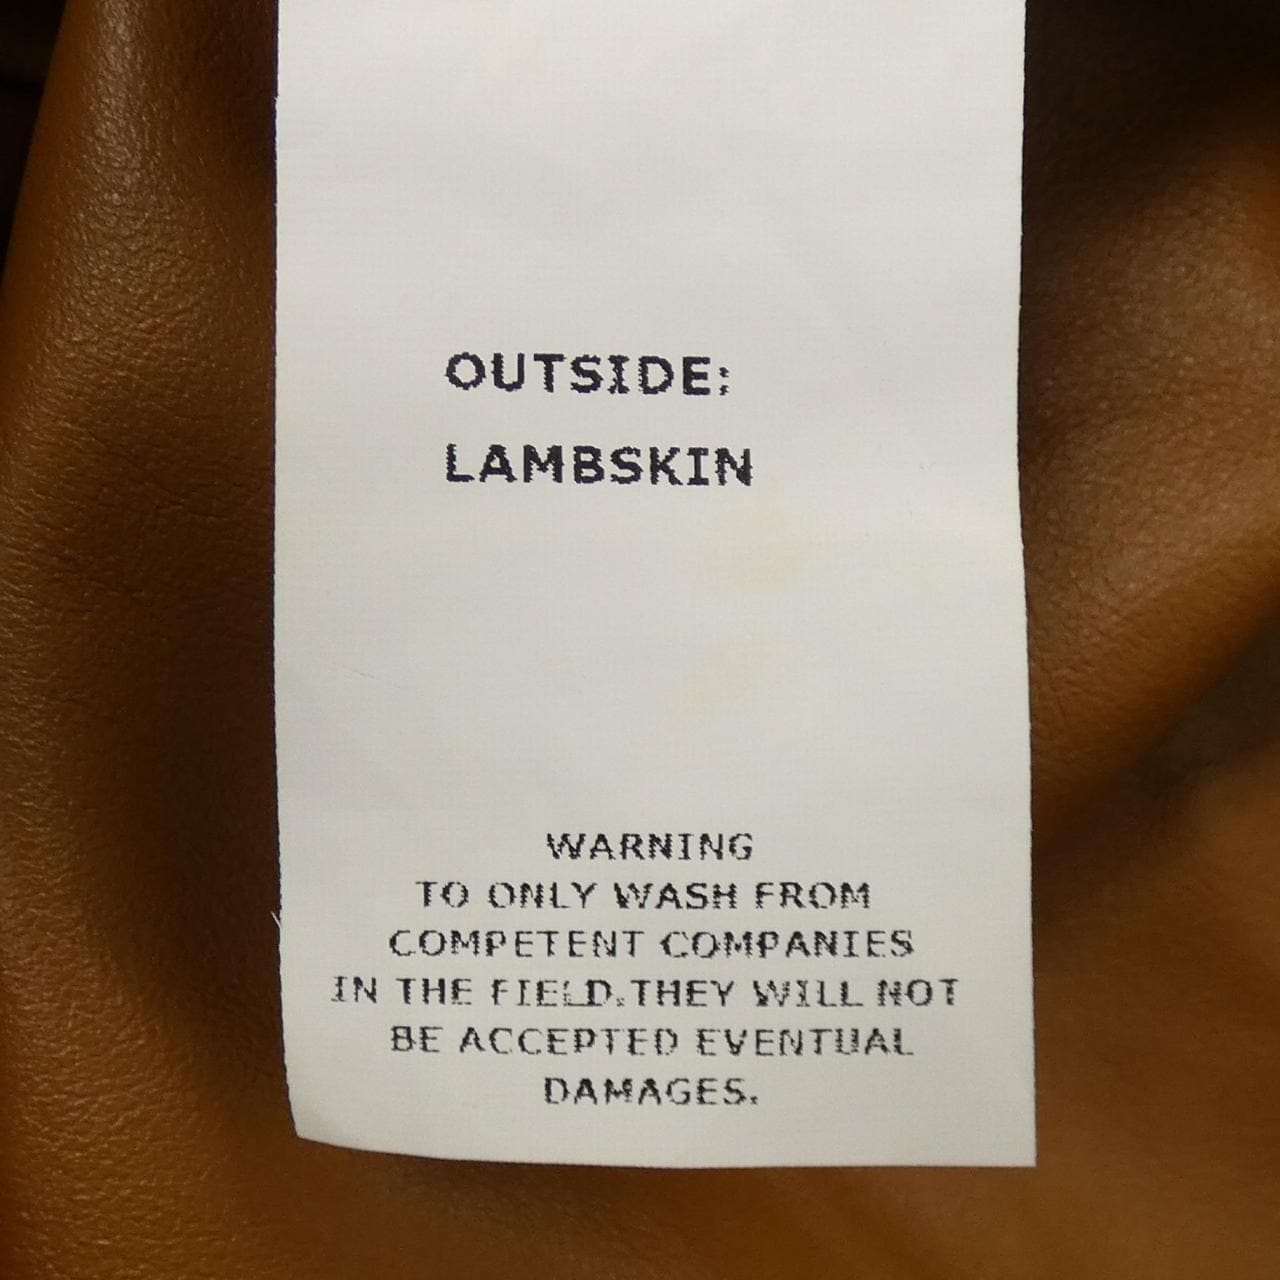 OUTSIDE:
LAMBSKIN
WARNING
TO ONLY WASH FROM
COMPETENT COMPANIES
IN THE FIELD.THEY WILL NOT
BE ACCEPTED EVENTUAL
DAMAGES.